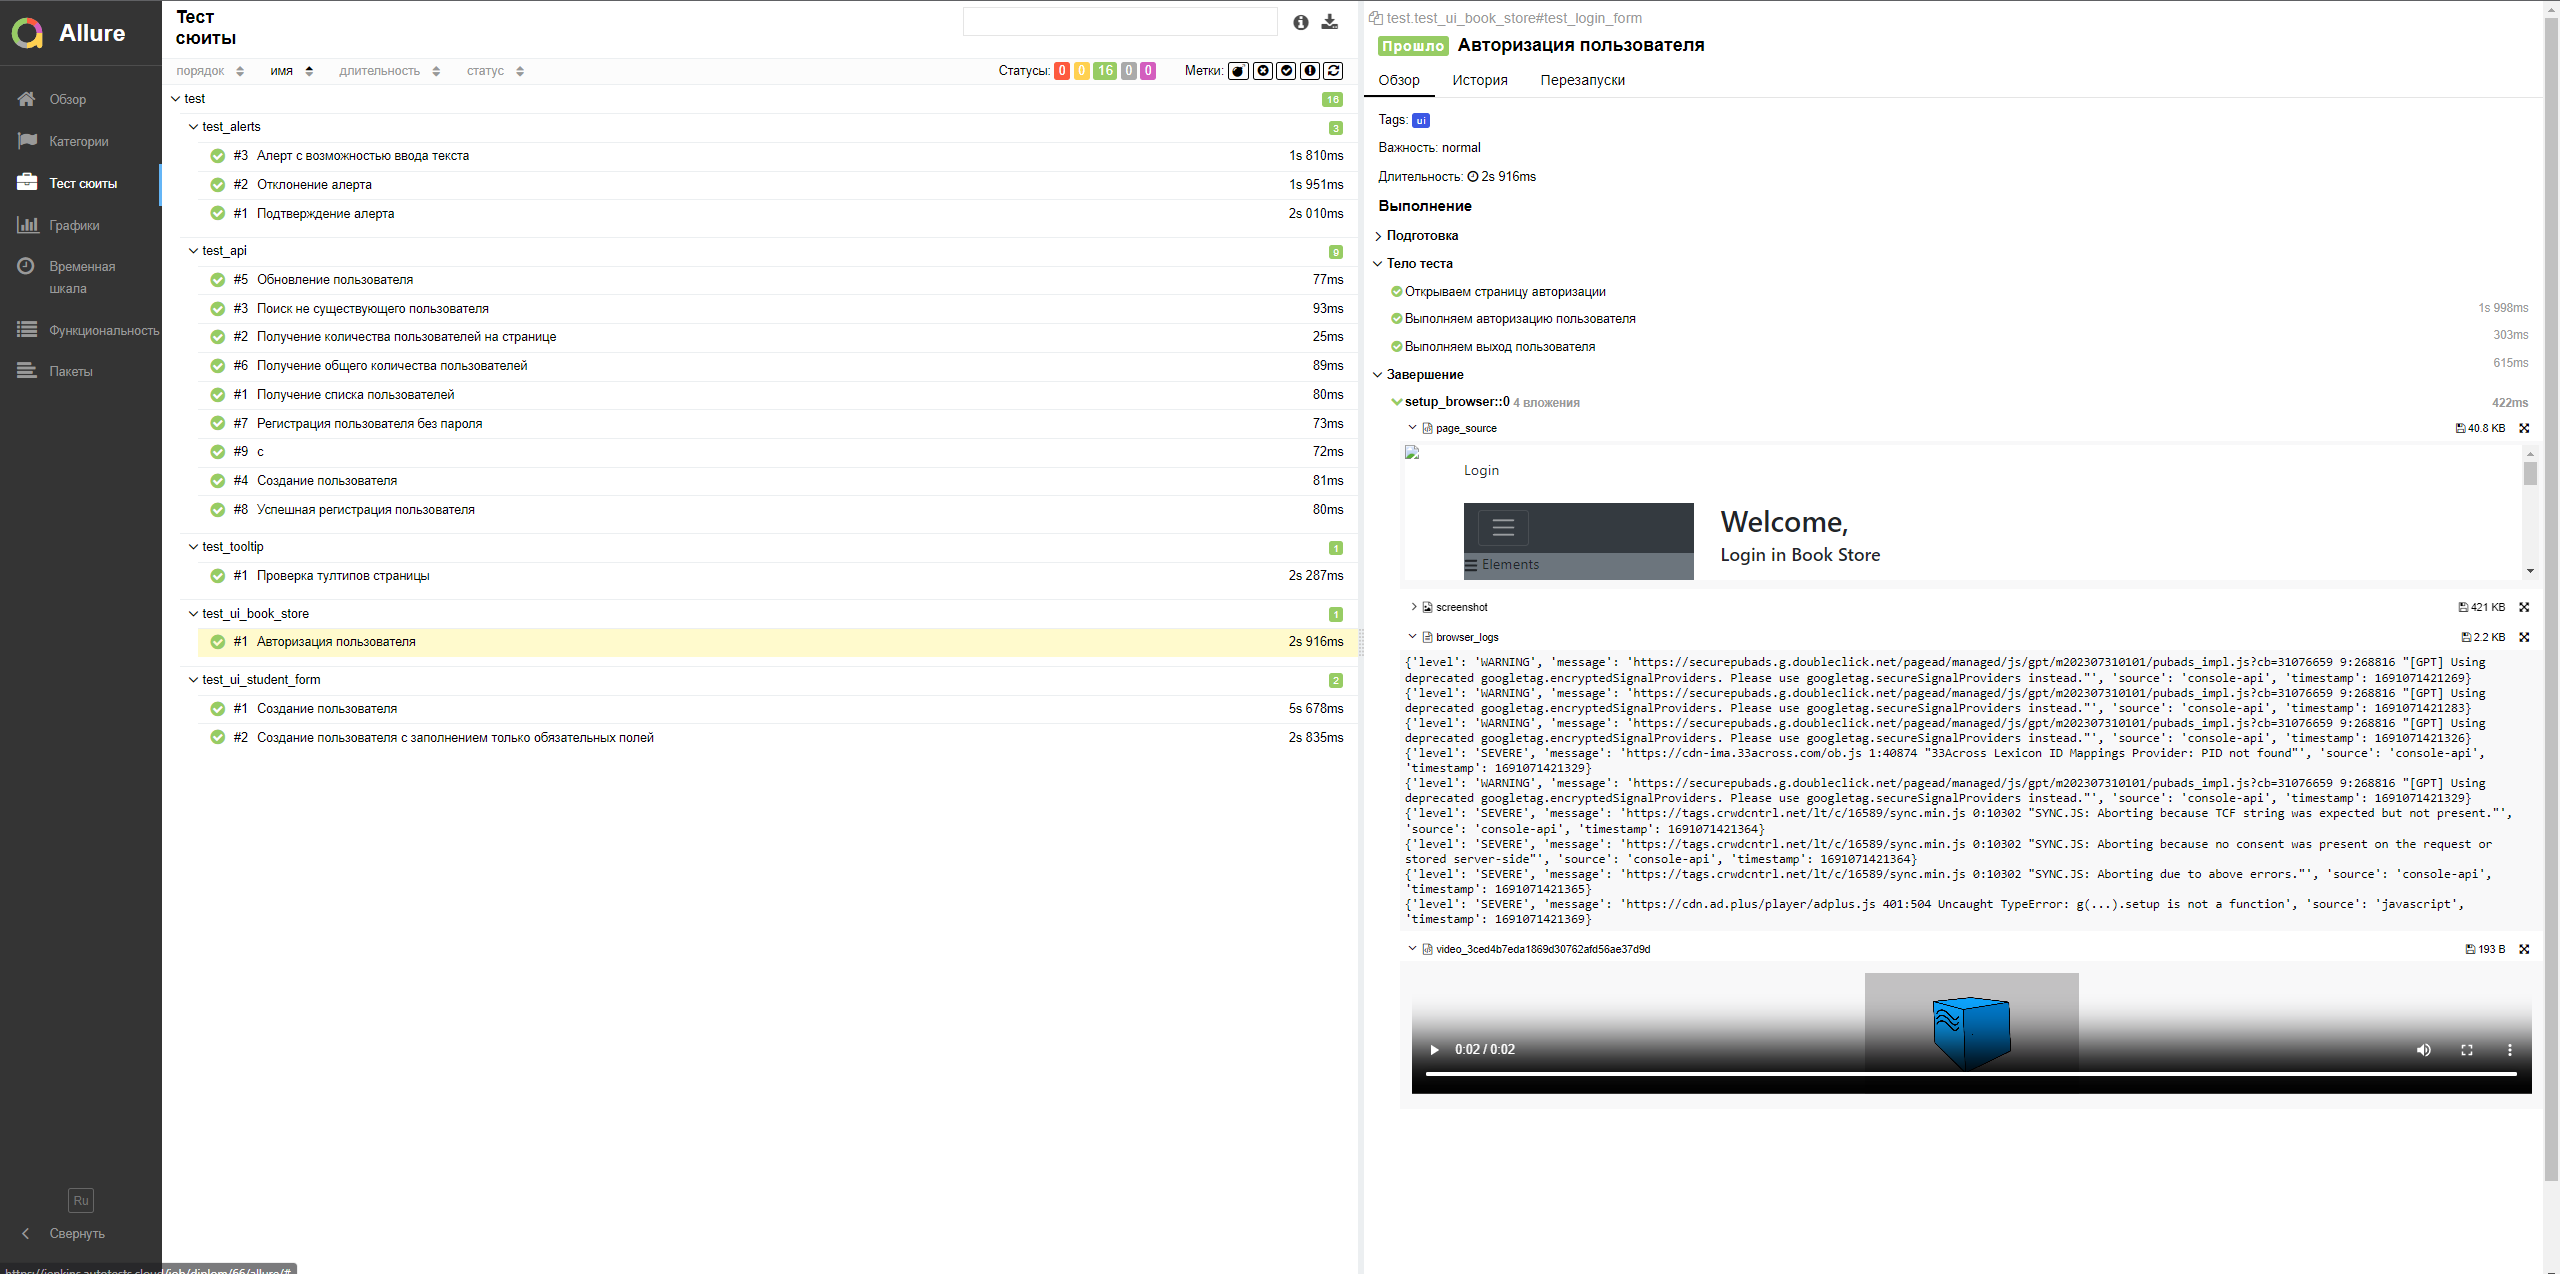 Allure
Обзор
Категории
Тест сюиты
Графики
Временная
шкала
Функциональность
Пакеты
Ru
Свернуть
Тест
сюиты
порядок имя длительность статус Статусы: 0 0 16 0 0 Метки:
test 16
test_alerts 3
#3 Алерт с возможностью ввода текста 1s 810ms
#2 Отклонение алерта 1s 951ms
#1 Подтверждение алерта 2s 010ms
test_api 9
#5 Обновление пользователя 77ms
#3 Поиск не существующего пользователя 93ms
#2 Получение количества пользователей на странице 25ms
#6 Получение общего количества пользователей 89ms
#1 Получение списка пользователей 80ms
#7 Регистрация пользователя без пароля 73ms
#9 с 72ms
#4 Создание пользователя 81ms
#8 Успешная регистрация пользователя 80ms
test_tooltip 1
#1 Проверка тултипов страницы 2s 287ms
test_ui_book_store 1
#1 Авторизация пользователя 2s 916ms
test_ui_student_form 2
#1 Создание пользователя 5s 678ms
#2 Создание пользователя с заполнением только обязательных полей 2s 835ms
test.test_ui_book_store#test_login_form
Прошло Авторизация пользователя
Обзор История Перезапуски
Tags: ui
Важность: normal
Длительность: 2s 916ms
Выполнение
Подготовка
Тело теста
Открываем страницу авторизации 1s 998ms
Выполняем авторизацию пользователя 303ms
Выполняем выход пользователя 615ms
Завершение
setup_browser::0 4 вложения 422ms
page_source 40.8 KB
Login
Welcome,
Login in Book Store
Elements
screenshot 421 KB
browser_logs 2.2 KB
{'level': 'WARNING', 'message': 'https://securepubads.g.doubleclick.net/pagead/managed/js/gpt/m202307310101/pubads_impl.js?cb=31076659 9:268816 "[GPT] Using
deprecated googletag.encryptedSignalProviders. Please use googletag.secureSignalProviders instead."', 'source': 'console-api', 'timestamp': 1691071421269}
{'level': 'WARNING', 'message': 'https://securepubads.g.doubleclick.net/pagead/managed/js/gpt/m202307310101/pubads_impl.js?cb=31076659 9:268816 "[GPT] Using
deprecated googletag.encryptedSignalProviders. Please use googletag.secureSignalProviders instead."', 'source': 'console-api', 'timestamp': 1691071421283}
{'level': 'WARNING', 'message': 'https://securepubads.g.doubleclick.net/pagead/managed/js/gpt/m202307310101/pubads_impl.js?cb=31076659 9:268816 "[GPT] Using
deprecated googletag.encryptedSignalProviders. Please use googletag.secureSignalProviders instead."', 'source': 'console-api', 'timestamp': 1691071421326}
{'level': 'SEVERE', 'message': 'https://cdn-ima.33across.com/ob.js 1:40874 "33Across Lexicon ID Mappings Provider: PID not found"', 'source': 'console-api',
'timestamp': 1691071421329}
{'level': 'WARNING', 'message': 'https://securepubads.g.doubleclick.net/pagead/managed/js/gpt/m202307310101/pubads_impl.js?cb=31076659 9:268816 "[GPT] Using
deprecated googletag.encryptedSignalProviders. Please use googletag.secureSignalProviders instead."', 'source': 'console-api', 'timestamp': 1691071421329}
{'level': 'SEVERE', 'message': 'https://tags.crwdcntrl.net/lt/c/16589/sync.min.js 0:10302 "SYNC.JS: Aborting because TCF string was expected but not present."',
'source': 'console-api', 'timestamp': 1691071421364}
{'level': 'SEVERE', 'message': 'https://tags.crwdcntrl.net/lt/c/16589/sync.min.js 0:10302 "SYNC.JS: Aborting because no consent was present on the request or
stored server-side"', 'source': 'console-api', 'timestamp': 1691071421364}
{'level': 'SEVERE', 'message': 'https://tags.crwdcntrl.net/lt/c/16589/sync.min.js 0:10302 "SYNC.JS: Aborting due to above errors."', 'source': 'console-api',
'timestamp': 1691071421365}
{'level': 'SEVERE', 'message': 'https://cdn.ad.plus/player/adplus.js 401:504 Uncaught TypeError: g(...).setup is not a function', 'source': 'javascript',
'timestamp': 1691071421369}
video_3ced4b7eda1869d30762afd56ae37d9d 193 B
0:02 / 0:02
https://jenkins.autotests.cloud/job/diplom/66/allure/#